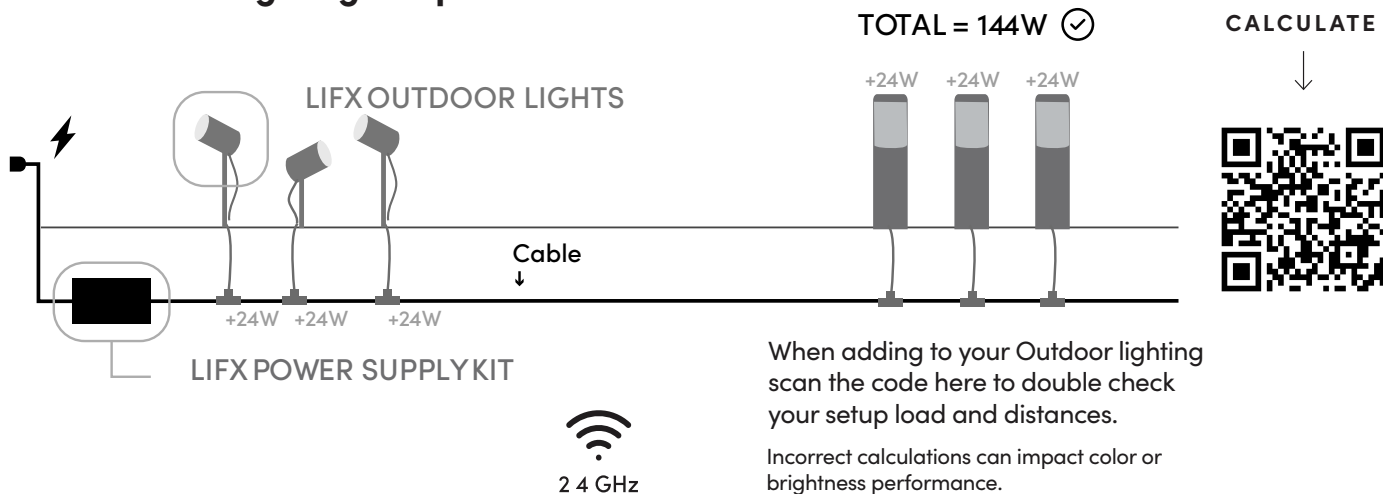 TOTAL = 144W
CALCULATE
+24W +24W +24W
LIFX OUTDOOR LIGHTS
Cable
+24W +24W +24W
LIFX POWER SUPPLY KIT
When adding to your Outdoor lighting
scan the code here to double check
your setup load and distances.
Incorrect calculations can impact color or
brightness performance.
2 4 GHz